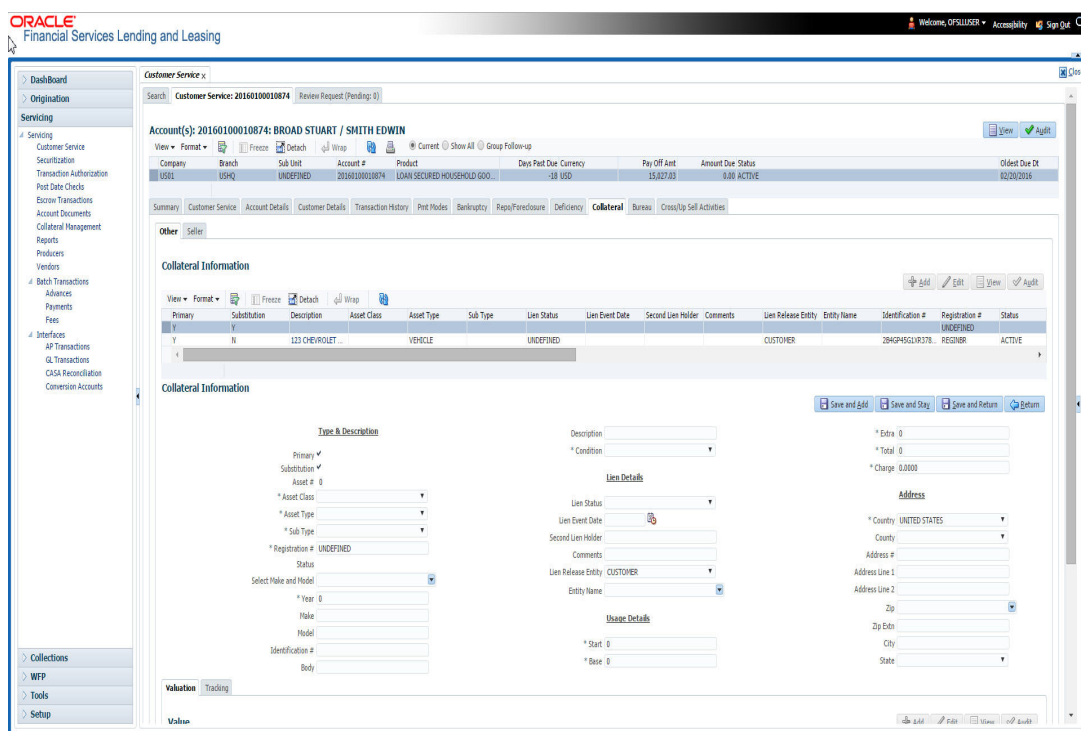 ORACLE
Financial Services Lending and Leasing
Welcome, OFSLLUSER Accessibility Sign Out
Close
DashBoard
Origination
Servicing
Servicing
Customer Service
Securitization
Transaction Authorization
Post Date Checks
Escrow Transactions
Account Documents
Collateral Management
Reports
Producers
Vendors
Batch Transactions
Advances
Payments
Fees
Interfaces
AP Transactions
GL Transactions
CASA Reconciliation
Conversion Accounts
Collections
WFP
Tools
Setup
Customer Service x
Search Customer Service: 20160100010874 Review Request (Pending: 0)
Account(s): 20160100010874: BROAD STUART / SMITH EDWIN
View Audit
View Format Freeze Detach Wrap Current Show All Group Follow-up
Company Branch Sub Unit Account # Product Days Past Due Currency Pay Off Amt Amount Due Status Oldest Due Dt
US01 USHQ UNDEFINED 20160100010874 LOAN SECURED HOUSEHOLD GOO... -18 USD 15,027.03 0.00 ACTIVE 02/20/2016
Summary Customer Service Account Details Customer Details Transaction History Pmt Modes Bankruptcy Repo/Foreclosure Deficiency Collateral Bureau Cross/Up Sell Activities
Other Seller
Collateral Information
Add Edit View Audit
View Format Freeze Detach Wrap
Primary Substitution Description Asset Class Asset Type Sub Type Lien Status Lien Event Date Second Lien Holder Comments Lien Release Entity Entity Name Identification # Registration # Status
Y Y UNDEFINED
Y N 123 CHEVROLET ... VEHICLE UNDEFINED CUSTOMER 2B4GP45G1XR378... REGINBR ACTIVE
Collateral Information
Save and Add Save and Stay Save and Return Return
Type & Description
Primary
Substitution
Asset # 0
* Asset Class
* Asset Type
* Sub Type
* Registration # UNDEFINED
Status
Select Make and Model
* Year 0
Make
Model
Identification #
Body
Description
* Condition
Lien Details
Lien Status
Lien Event Date
Second Lien Holder
Comments
Lien Release Entity CUSTOMER
Entity Name
Usage Details
* Start 0
* Base 0
* Extra 0
* Total 0
* Charge 0.0000
Address
* Country UNITED STATES
County
Address #
Address Line 1
Address Line 2
Zip
Zip Extn
City
State
Valuation Tracking
Value
Add Edit View Audit